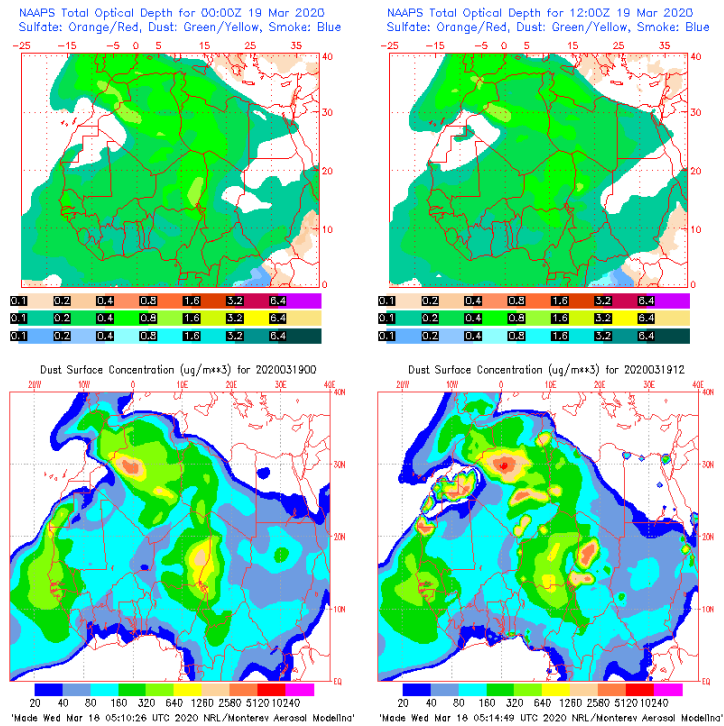 NAAPS Total Optical Depth for 00:00Z 19 Mar 2020
Sulfate: Orange/Red, Dust: Green/Yellow, Smoke: Blue
-25 -15 -5 0 5 15 25 35
40
30
20
10
0
0.1 0.2 0.4 0.8 1.6 3.2 6.4
0.1 0.2 0.4 0.8 1.6 3.2 6.4
0.1 0.2 0.4 0.8 1.6 3.2 6.4
NAAPS Total Optical Depth for 12:00Z 19 Mar 2020
Sulfate: Orange/Red, Dust: Green/Yellow, Smoke: Blue
-25 -15 -5 0 5 15 25 35
40
30
20
10
0
0.1 0.2 0.4 0.8 1.6 3.2 6.4
0.1 0.2 0.4 0.8 1.6 3.2 6.4
0.1 0.2 0.4 0.8 1.6 3.2 6.4
Dust Surface Concentration (ug/m**3) for 2020031900
20W 10W 0 10E 20E 30E 40E
40N
30N
20N
10N
EQ
20 40 80 160 320 640 1280 2560 5120 10240
'Made Wed Mar 18 05:10:26 UTC 2020 NRL/Monterey Aerosol Modelling'
Dust Surface Concentration (ug/m**3) for 2020031912
20W 10W 0 10E 20E 30E 40E
40N
30N
20N
10N
EQ
20 40 80 160 320 640 1280 2560 5120 10240
'Made Wed Mar 18 05:14:49 UTC 2020 NRL/Monterey Aerosol Modelling'